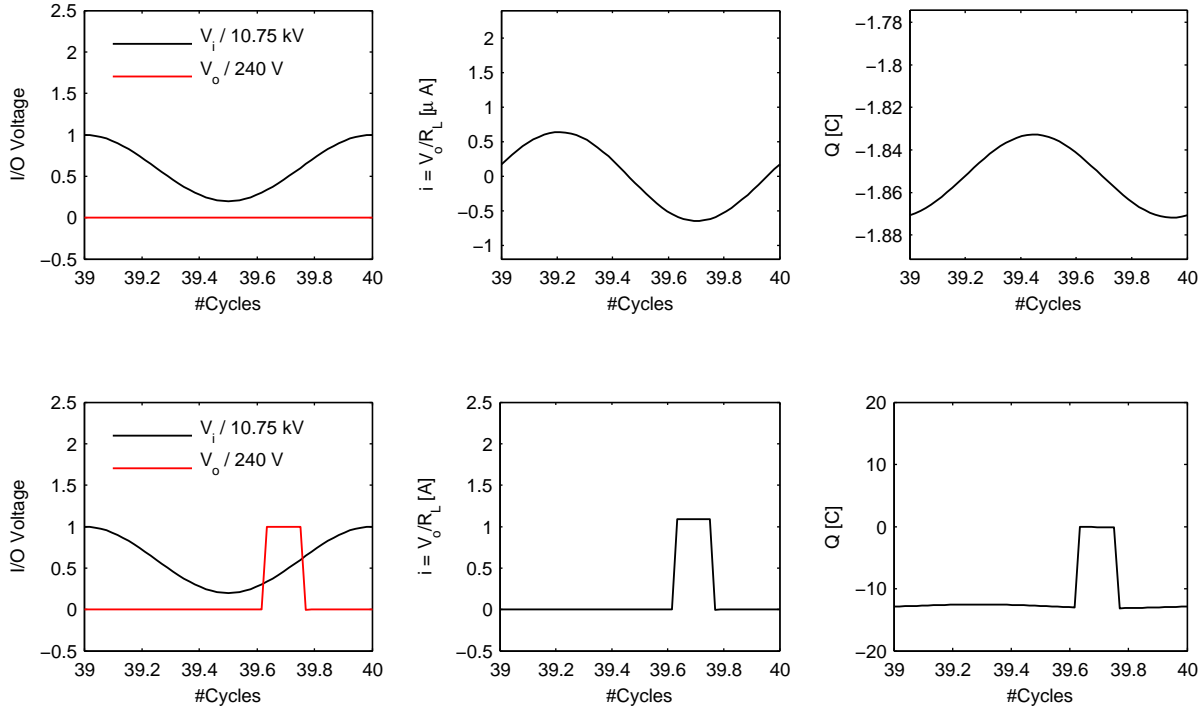 I/O Voltage
2.5
2
1.5
1
0.5
0
−0.5
V_i / 10.75 kV
V_o / 240 V
39 39.2 39.4 39.6 39.8 40
#Cycles
i = V_o/R_L [μ A]
2
1.5
1
0.5
0
−0.5
−1
39 39.2 39.4 39.6 39.8 40
#Cycles
Q [C]
−1.78
−1.8
−1.82
−1.84
−1.86
−1.88
39 39.2 39.4 39.6 39.8 40
#Cycles
I/O Voltage
2.5
2
1.5
1
0.5
0
−0.5
V_i / 10.75 kV
V_o / 240 V
39 39.2 39.4 39.6 39.8 40
#Cycles
i = V_o/R_L [A]
2.5
2
1.5
1
0.5
0
−0.5
39 39.2 39.4 39.6 39.8 40
#Cycles
Q [C]
20
10
0
−10
−20
39 39.2 39.4 39.6 39.8 40
#Cycles